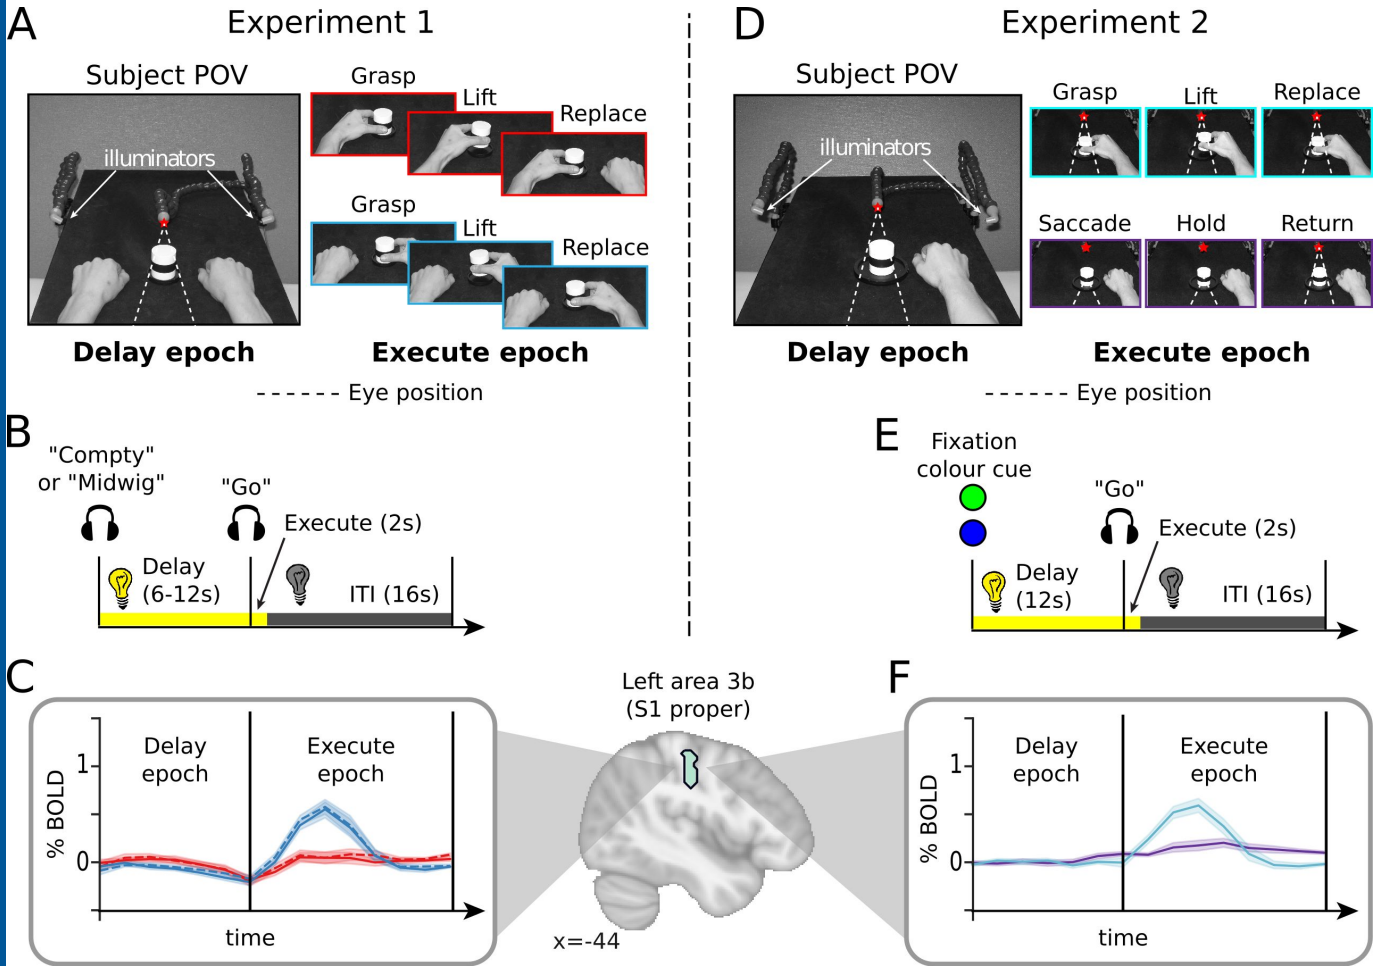 A
Experiment 1
Subject POV
illuminators
Grasp
Lift
Replace
Grasp
Lift
Replace
Delay epoch
Execute epoch
------ Eye position
B
"Compty"
or "Midwig"
"Go"
Execute (2s)
Delay
(6-12s)
ITI (16s)
C
% BOLD
1
0
Delay
epoch
Execute
epoch
time
Left area 3b
(S1 proper)
x=-44
D
Experiment 2
Subject POV
illuminators
Grasp
Lift
Replace
Saccade
Hold
Return
Delay epoch
Execute epoch
------ Eye position
E
Fixation
colour cue
"Go"
Execute (2s)
Delay
(12s)
ITI (16s)
F
% BOLD
1
0
Delay
epoch
Execute
epoch
time